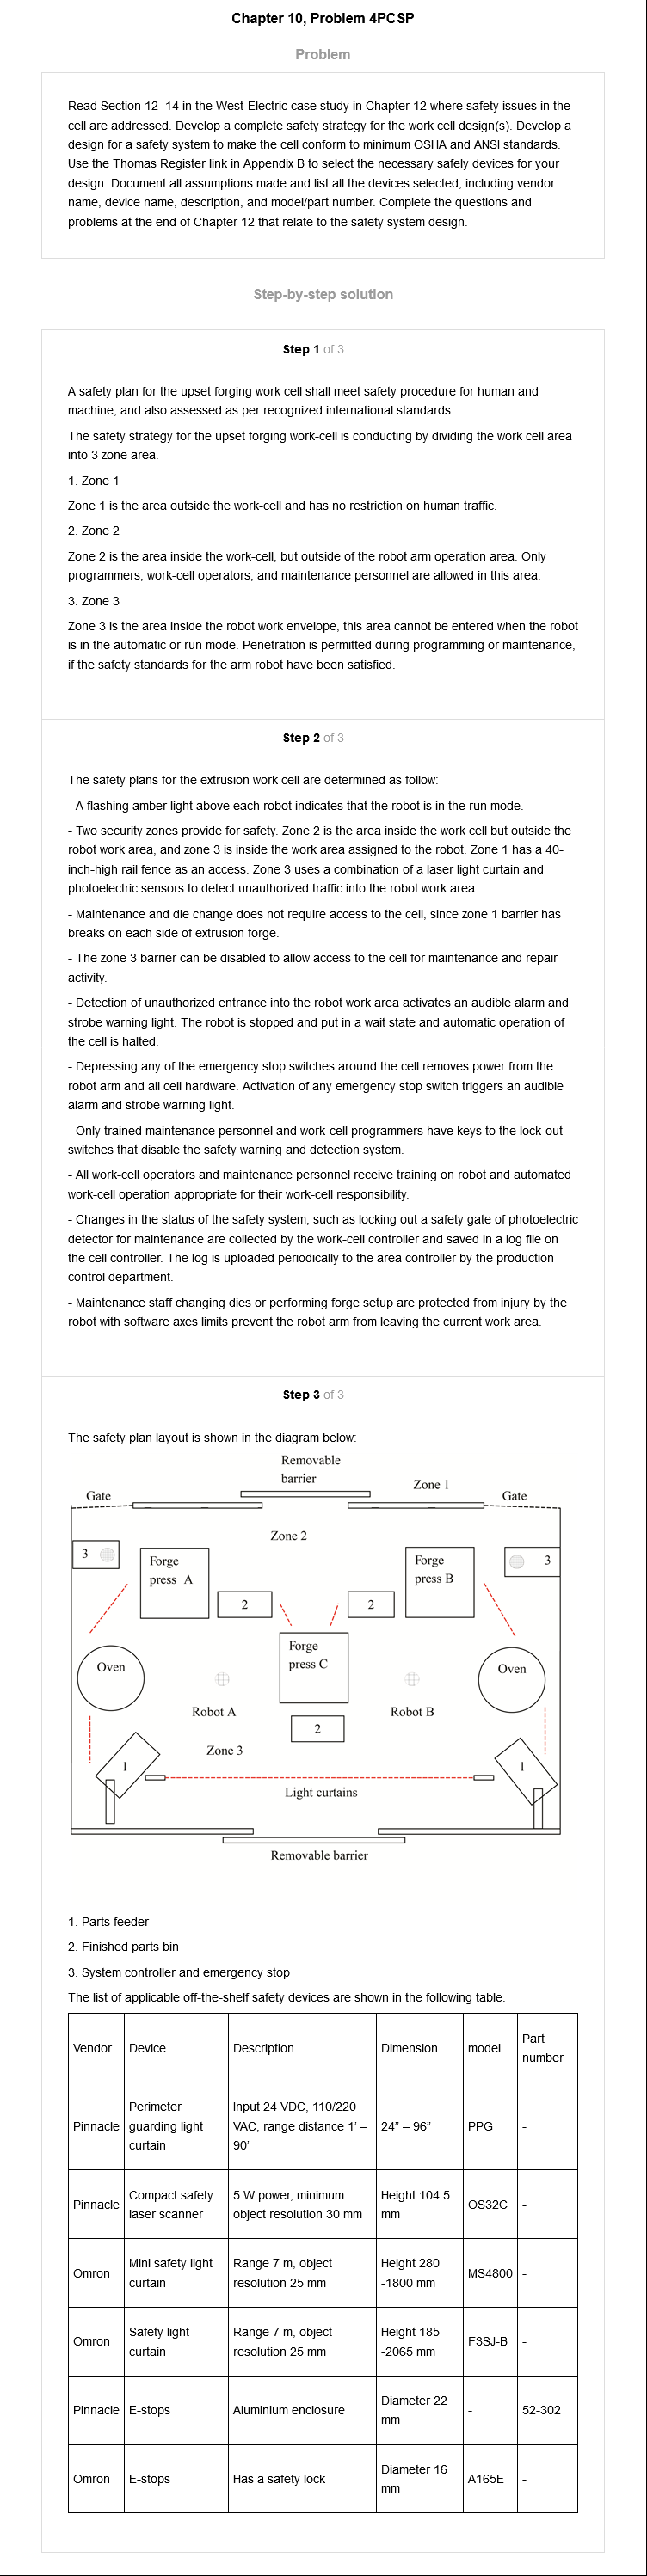 Chapter 10, Problem 4PCSP
Problem
Read Section 12–14 in the West-Electric case study in Chapter 12 where safety issues in the
cell are addressed. Develop a complete safety strategy for the work cell design(s). Develop a
design for a safety system to make the cell conform to minimum OSHA and ANSI standards.
Use the Thomas Register link in Appendix B to select the necessary safely devices for your
design. Document all assumptions made and list all the devices selected, including vendor
name, device name, description, and model/part number. Complete the questions and
problems at the end of Chapter 12 that relate to the safety system design.
Step-by-step solution
Step 1 of 3
A safety plan for the upset forging work cell shall meet safety procedure for human and
machine, and also assessed as per recognized international standards.
The safety strategy for the upset forging work-cell is conducting by dividing the work cell area
into 3 zone area.
1. Zone 1
Zone 1 is the area outside the work-cell and has no restriction on human traffic.
2. Zone 2
Zone 2 is the area inside the work-cell, but outside of the robot arm operation area. Only
programmers, work-cell operators, and maintenance personnel are allowed in this area.
3. Zone 3
Zone 3 is the area inside the robot work envelope, this area cannot be entered when the robot
is in the automatic or run mode. Penetration is permitted during programming or maintenance,
if the safety standards for the arm robot have been satisfied.
Step 2 of 3
The safety plans for the extrusion work cell are determined as follow:
- A flashing amber light above each robot indicates that the robot is in the run mode.
- Two security zones provide for safety. Zone 2 is the area inside the work cell but outside the
robot work area, and zone 3 is inside the work area assigned to the robot. Zone 1 has a 40-
inch-high rail fence as an access. Zone 3 uses a combination of a laser light curtain and
photoelectric sensors to detect unauthorized traffic into the robot work area.
- Maintenance and die change does not require access to the cell, since zone 1 barrier has
breaks on each side of extrusion forge.
- The zone 3 barrier can be disabled to allow access to the cell for maintenance and repair
activity.
- Detection of unauthorized entrance into the robot work area activates an audible alarm and
strobe warning light. The robot is stopped and put in a wait state and automatic operation of
the cell is halted.
- Depressing any of the emergency stop switches around the cell removes power from the
robot arm and all cell hardware. Activation of any emergency stop switch triggers an audible
alarm and strobe warning light.
- Only trained maintenance personnel and work-cell programmers have keys to the lock-out
switches that disable the safety warning and detection system.
- All work-cell operators and maintenance personnel receive training on robot and automated
work-cell operation appropriate for their work-cell responsibility.
- Changes in the status of the safety system, such as locking out a safety gate of photoelectric
detector for maintenance are collected by the work-cell controller and saved in a log file on
the cell controller. The log is uploaded periodically to the area controller by the production
control department.
- Maintenance staff changing dies or performing forge setup are protected from injury by the
robot with software axes limits prevent the robot arm from leaving the current work area.
Step 3 of 3
The safety plan layout is shown in the diagram below:
Removable
barrier
Zone 1
Gate
Gate
Zone 2
3
Forge
press A
Forge
press B
3
2
2
Forge
press C
Oven
Oven
Robot A
Robot B
2
Zone 3
1
1
Light curtains
Removable barrier
1. Parts feeder
2. Finished parts bin
3. System controller and emergency stop
The list of applicable off-the-shelf safety devices are shown in the following table.
Vendor Device Description Dimension model Part
number
Pinnacle Perimeter
guarding light
curtain Input 24 VDC, 110/220
VAC, range distance 1' –
90' 24” – 96” PPG -
Pinnacle Compact safety
laser scanner 5 W power, minimum
object resolution 30 mm Height 104.5
mm OS32C -
Omron Mini safety light
curtain Range 7 m, object
resolution 25 mm Height 280
-1800 mm MS4800 -
Omron Safety light
curtain Range 7 m, object
resolution 25 mm Height 185
-2065 mm F3SJ-B -
Pinnacle E-stops Aluminium enclosure Diameter 22
mm - 52-302
Omron E-stops Has a safety lock Diameter 16
mm A165E -